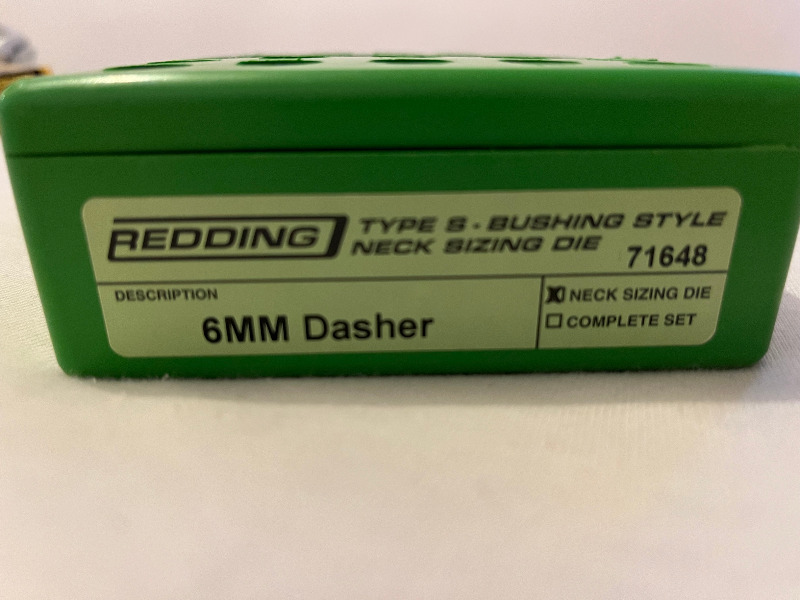 REDDING
TYPE S - BUSHING STYLE
NECK SIZING DIE
71648
DESCRIPTION
6MM Dasher
☒ NECK SIZING DIE
☐ COMPLETE SET